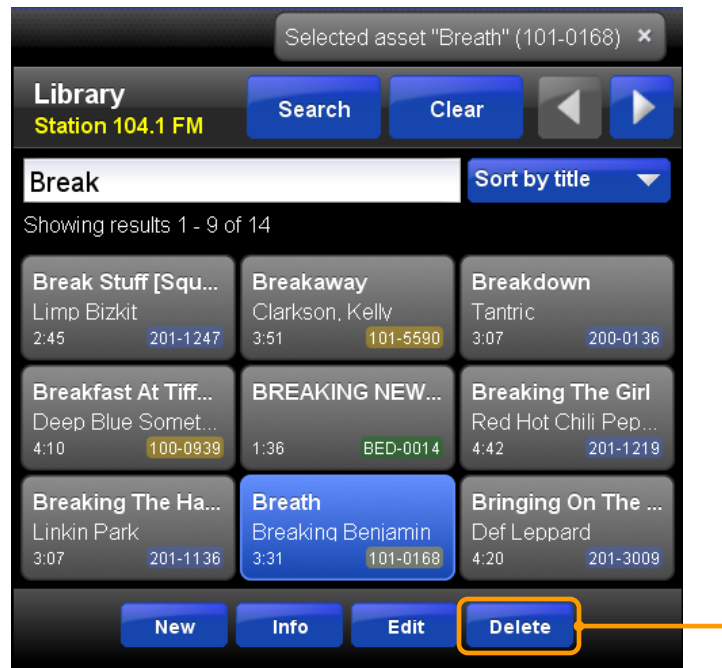 Selected asset "Breath" (101-0168) ×
Library
Station 104.1 FM
Search
Clear
Break
Sort by title
Showing results 1 - 9 of 14
Break Stuff [Squ...
Limp Bizkit
2:45 201-1247
Breakaway
Clarkson, Kelly
3:51 101-5590
Breakdown
Tantric
3:07 200-0136
Breakfast At Tiff...
Deep Blue Somet...
4:10 100-0939
BREAKING NEW...
1:36 BED-0014
Breaking The Girl
Red Hot Chili Pep...
4:42 201-1219
Breaking The Ha...
Linkin Park
3:07 201-1136
Breath
Breaking Benjamin
3:31 101-0168
Bringing On The ...
Def Leppard
4:20 201-3009
New
Info
Edit
Delete